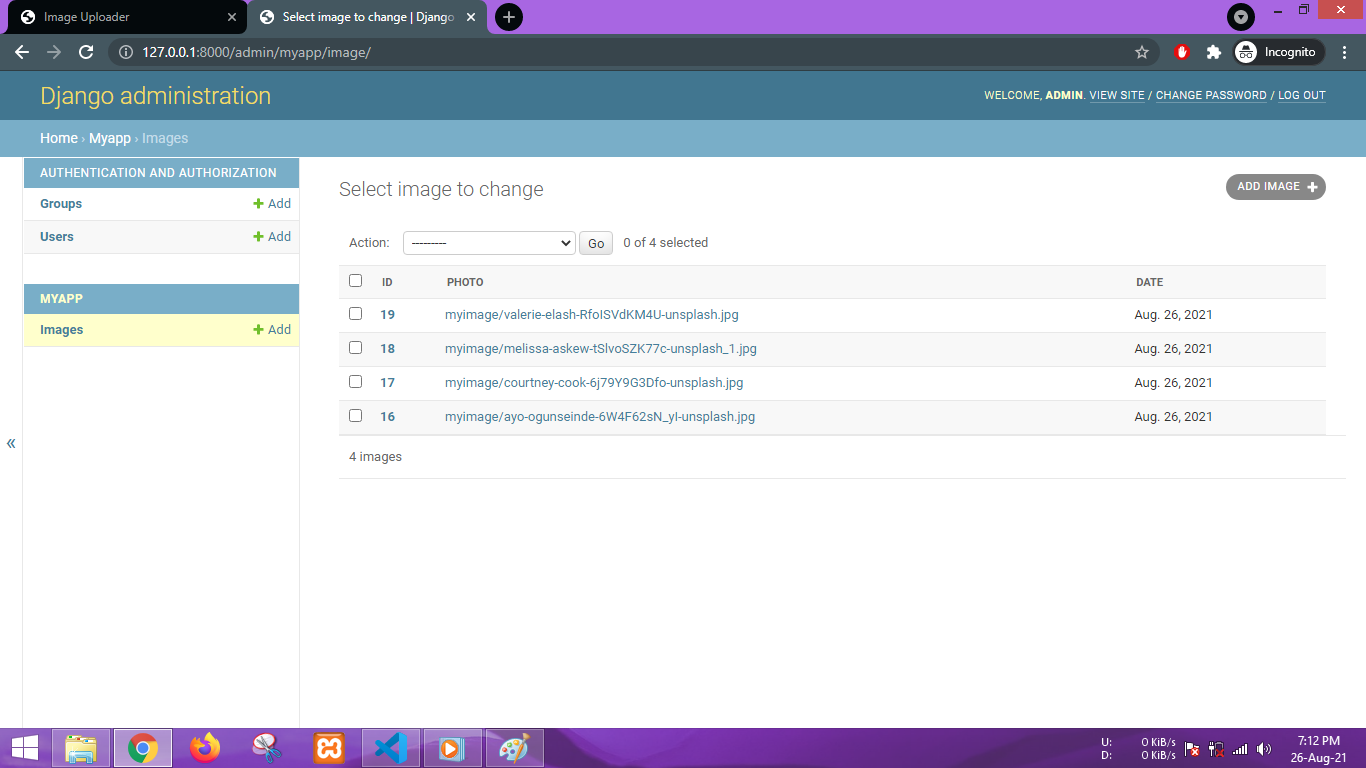 Image Uploader
Select image to change | Django
127.0.0.1:8000/admin/myapp/image/
Incognito
Django administration
WELCOME, ADMIN. VIEW SITE / CHANGE PASSWORD / LOG OUT
Home › Myapp › Images
AUTHENTICATION AND AUTHORIZATION
Groups + Add
Users + Add
MYAPP
Images + Add
«
Select image to change
ADD IMAGE +
Action: --------- Go 0 of 4 selected
ID PHOTO DATE
19 myimage/valerie-elash-RfoISVdKM4U-unsplash.jpg Aug. 26, 2021
18 myimage/melissa-askew-tSlvoSZK77c-unsplash_1.jpg Aug. 26, 2021
17 myimage/courtney-cook-6j79Y9G3Dfo-unsplash.jpg Aug. 26, 2021
16 myimage/ayo-ogunseinde-6W4F62sN_yI-unsplash.jpg Aug. 26, 2021
4 images
U: 0 KiB/s
D: 0 KiB/s
7:12 PM
26-Aug-21